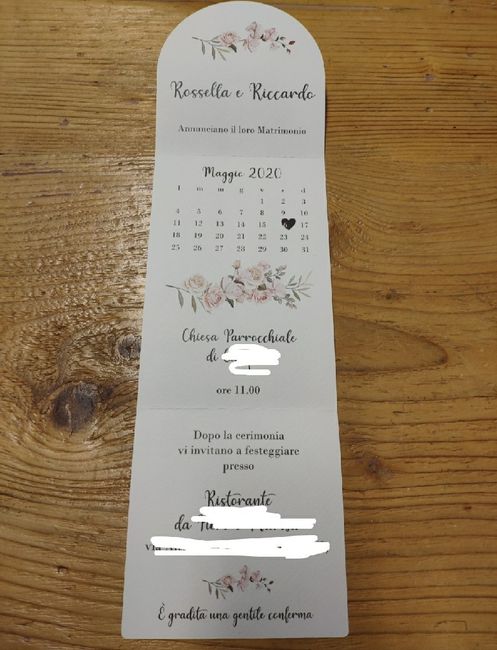 Rossella e Riccardo
Annunciano il loro Matrimonio
Maggio 2020
l m m g v s d
1 2 3
4 5 6 7 8 9 10
11 12 13 14 15 17
18 19 20 21 22 23 24
25 26 27 28 29 30 31
Chiesa Parrocchiale
di
ore 11.00
Dopo la cerimonia
vi invitano a festeggiare
presso
Ristorante
da
È gradita una gentile conferma